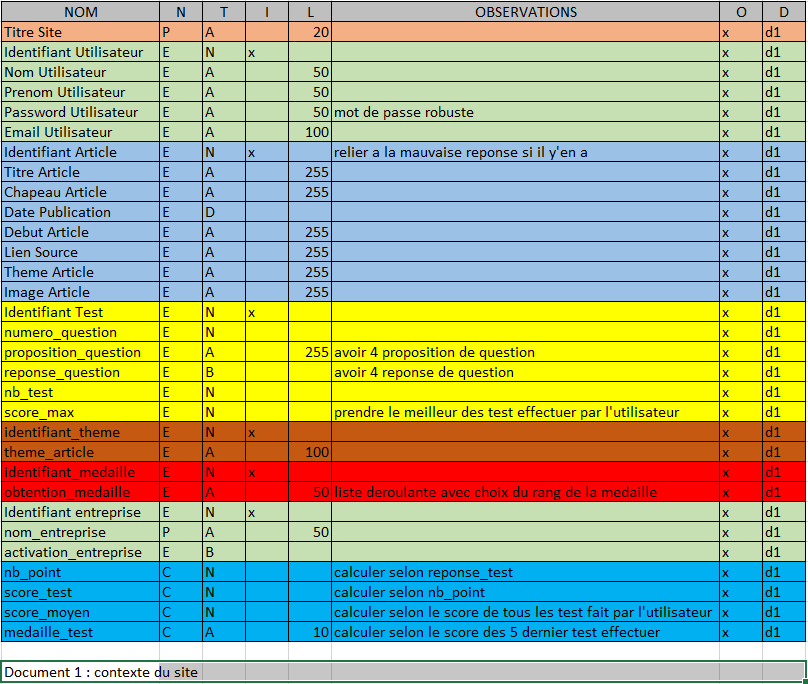 NOM N T I L OBSERVATIONS O D
Titre Site P A 20 x d1
Identifiant Utilisateur E N x x d1
Nom Utilisateur E A 50 x d1
Prenom Utilisateur E A 50 x d1
Password Utilisateur E A 50 mot de passe robuste x d1
Email Utilisateur E A 100 x d1
Identifiant Article E N x relier a la mauvaise reponse si il y'en a x d1
Titre Article E A 255 x d1
Chapeau Article E A 255 x d1
Date Publication E D x d1
Debut Article E A 255 x d1
Lien Source E A 255 x d1
Theme Article E A 255 x d1
Image Article E A 255 x d1
Identifiant Test E N x x d1
numero_question E N x d1
proposition_question E A 255 avoir 4 proposition de question x d1
reponse_question E B avoir 4 reponse de question x d1
nb_test E N x d1
score_max E N prendre le meilleur des test effectuer par l'utilisateur x d1
identifiant_theme E N x x d1
theme_article E A 100 x d1
identifiant_medaille E N x x d1
obtention_medaille E A 50 liste deroulante avec choix du rang de la medaille x d1
Identifiant entreprise E N x x d1
nom_entreprise P A 50 x d1
activation_entreprise E B x d1
nb_point C N calculer selon reponse_test x d1
score_test C N calculer selon nb_point x d1
score_moyen C N calculer selon le score de tous les test fait par l'utilisateur x d1
medaille_test C A 10 calculer selon le score des 5 dernier test effectuer x d1
Document 1 : contexte du site